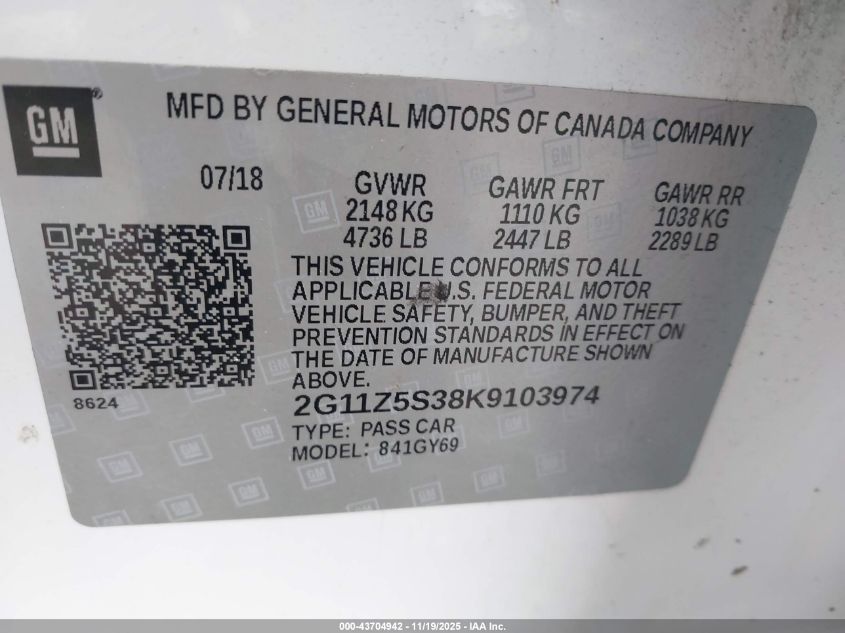 GM®
MFD BY GENERAL MOTORS OF CANADA COMPANY
07/18
GVWR GAWR FRT GAWR RR
2148 KG 1110 KG 1038 KG
4736 LB 2447 LB 2289 LB
THIS VEHICLE CONFORMS TO ALL
APPLICABLE U.S. FEDERAL MOTOR
VEHICLE SAFETY, BUMPER, AND THEFT
PREVENTION STANDARDS IN EFFECT ON
THE DATE OF MANUFACTURE SHOWN
ABOVE.
8624
2G11Z5S38K9103974
TYPE: PASS CAR
MODEL: 841GY69
000-43704942 - 11/19/2025 - IAA Inc.